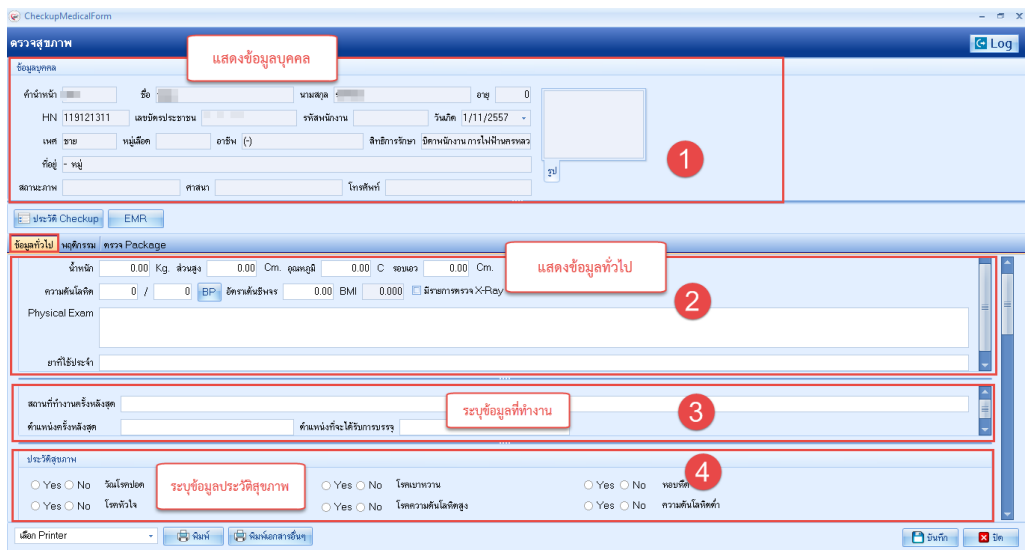 CheckupMedicalForm
ตรวจสุขภาพ
Log
แสดงข้อมูลบุคคล
ข้อมูลบุคคล
คำนำหน้า ชื่อ นามสกุล อายุ 0
HN 119121311 เลขบัตรประชาชน รหัสพนักงาน วันเกิด 1/11/2557
เพศ ชาย หมู่เลือด อาชีพ (-) สิทธิการรักษา บิดาพนักงาน การไฟฟ้านครหลว
ที่อยู่ - หมู่
รูป
1
สถานะภาพ ศาสนา โทรศัพท์
ประวัติ Checkup EMR
ข้อมูลทั่วไป พฤติกรรม ตรวจ Package
แสดงข้อมูลทั่วไป
น้ำหนัก 0.00 Kg. ส่วนสูง 0.00 Cm. อุณหภูมิ 0.00 C รอบเอว 0.00 Cm.
ความดันโลหิต 0 / 0 BP อัตราเต้นชีพจร 0.00 BMI 0.000 มีรายการตรวจ X-Ray
2
Physical Exam
ยาที่ใช้ประจำ
สถานที่ทำงานครั้งหลังสุด
ระบุข้อมูลที่ทำงาน
3
ตำแหน่งครั้งหลังสุด ตำแหน่งที่จะได้รับการบรรจุ
ประวัติสุขภาพ
ระบุข้อมูลประวัติสุขภาพ
4
Yes No วัณโรคปอด Yes No โรคเบาหวาน Yes No หอบหืด
Yes No โรคหัวใจ Yes No โรคความดันโลหิตสูง Yes No ความดันโลหิตต่ำ
เลือก Printer พิมพ์ พิมพ์เอกสารอื่นๆ บันทึก ปิด